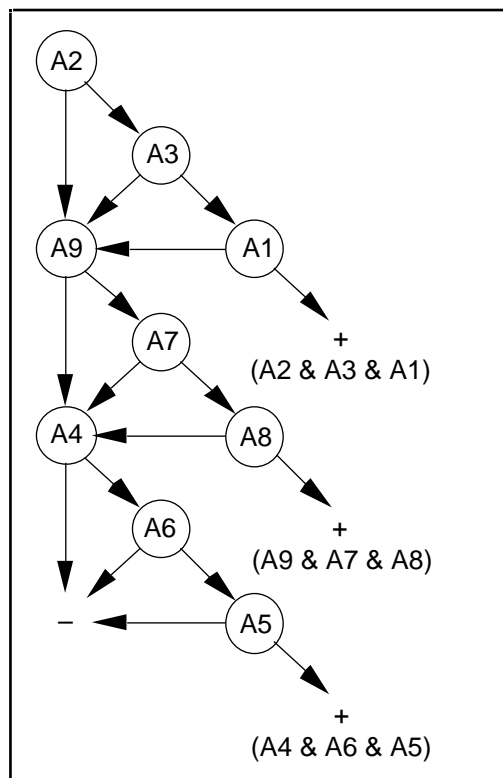 A2
A3
A9
A1
+
(A2 & A3 & A1)
A7
A4
A8
+
(A9 & A7 & A8)
A6
–
A5
+
(A4 & A6 & A5)